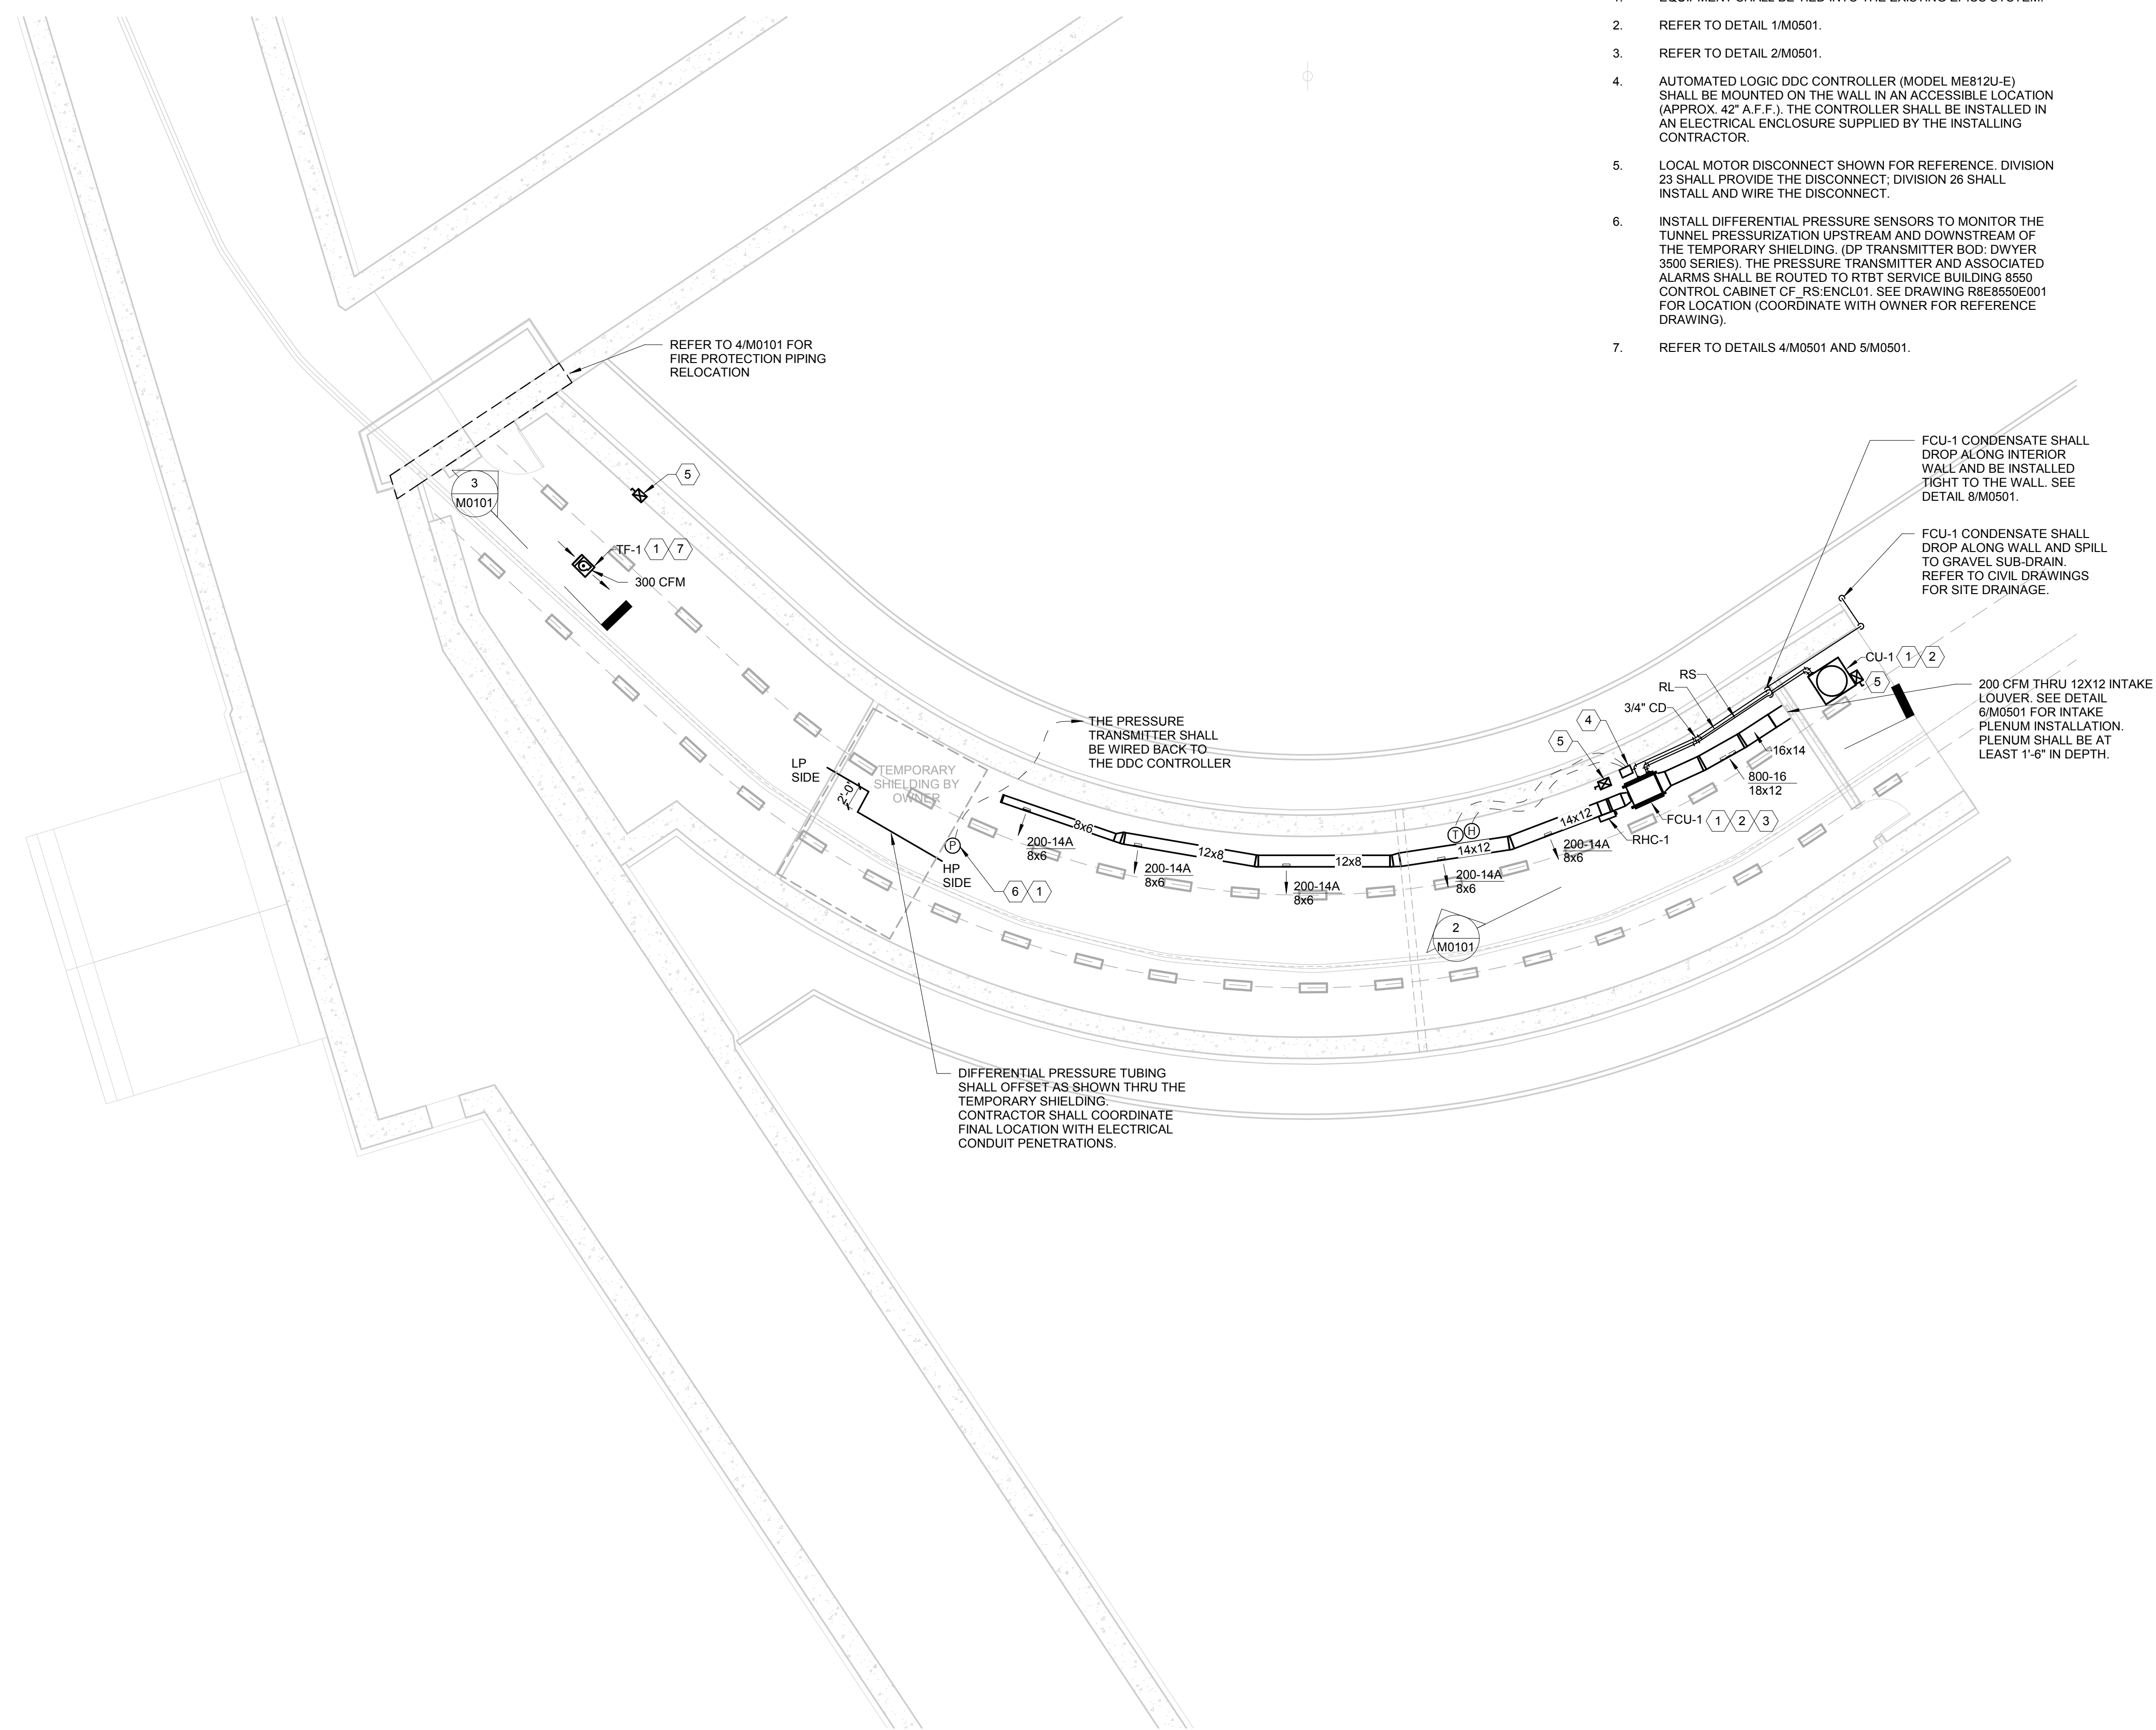 1. EQUIPMENT SHALL BE TIED INTO THE EXISTING EPICS SYSTEM.
2. REFER TO DETAIL 1/M0501.
3. REFER TO DETAIL 2/M0501.
4. AUTOMATED LOGIC DDC CONTROLLER (MODEL ME812U-E)
SHALL BE MOUNTED ON THE WALL IN AN ACCESSIBLE LOCATION
(APPROX. 42" A.F.F.). THE CONTROLLER SHALL BE INSTALLED IN
AN ELECTRICAL ENCLOSURE SUPPLIED BY THE INSTALLING
CONTRACTOR.
5. LOCAL MOTOR DISCONNECT SHOWN FOR REFERENCE. DIVISION
23 SHALL PROVIDE THE DISCONNECT; DIVISION 26 SHALL
INSTALL AND WIRE THE DISCONNECT.
6. INSTALL DIFFERENTIAL PRESSURE SENSORS TO MONITOR THE
TUNNEL PRESSURIZATION UPSTREAM AND DOWNSTREAM OF
THE TEMPORARY SHIELDING. (DP TRANSMITTER BOD: DWYER
3500 SERIES). THE PRESSURE TRANSMITTER AND ASSOCIATED
ALARMS SHALL BE ROUTED TO RTBT SERVICE BUILDING 8550
CONTROL CABINET CF_RS:ENCL01. SEE DRAWING R8E8550E001
FOR LOCATION (COORDINATE WITH OWNER FOR REFERENCE
DRAWING).
7. REFER TO DETAILS 4/M0501 AND 5/M0501.
REFER TO 4/M0101 FOR
FIRE PROTECTION PIPING
RELOCATION
FCU-1 CONDENSATE SHALL
DROP ALONG INTERIOR
WALL AND BE INSTALLED
TIGHT TO THE WALL. SEE
DETAIL 8/M0501.
3
M0101
5
FCU-1 CONDENSATE SHALL
DROP ALONG WALL AND SPILL
TO GRAVEL SUB-DRAIN.
REFER TO CIVIL DRAWINGS
FOR SITE DRAINAGE.
TF-1 1 7
300 CFM
CU-1 1 2
5
RS
RL
3/4" CD
200 CFM THRU 12X12 INTAKE
LOUVER. SEE DETAIL
6/M0501 FOR INTAKE
PLENUM INSTALLATION.
PLENUM SHALL BE AT
LEAST 1'-6" IN DEPTH.
THE PRESSURE
TRANSMITTER SHALL
BE WIRED BACK TO
THE DDC CONTROLLER
4
5
16x14
800-16
18x12
LP
SIDE
TEMPORARY
SHIELDING BY
OWNER
2'-0"
8x6
12x8
12x8
14x12
14x12
T H
FCU-1 1 2 3
RHC-1
200-14A
8x6
200-14A
8x6
200-14A
8x6
200-14A
8x6
200-14A
8x6
P
HP
SIDE
6 1
2
M0101
DIFFERENTIAL PRESSURE TUBING
SHALL OFFSET AS SHOWN THRU THE
TEMPORARY SHIELDING.
CONTRACTOR SHALL COORDINATE
FINAL LOCATION WITH ELECTRICAL
CONDUIT PENETRATIONS.